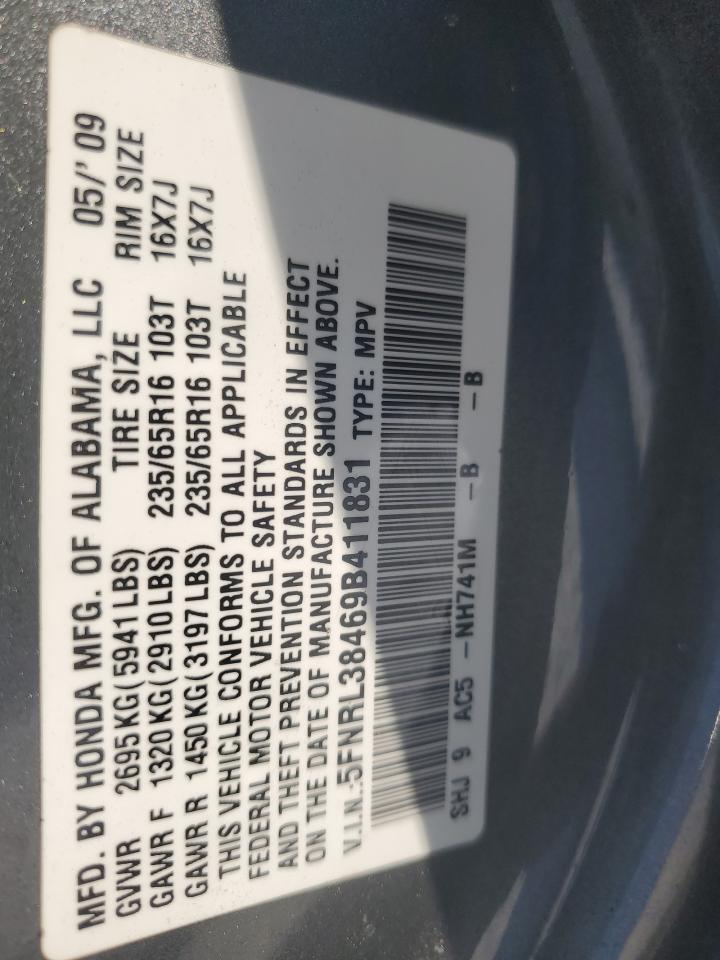 MFD. BY HONDA MFG. OF ALABAMA, LLC 05/'09
GVWR 2695KG(5941LBS) TIRE SIZE RIM SIZE
GAWR F 1320KG(2910LBS) 235/65R16 103T 16X7J
GAWR R 1450KG(3197LBS) 235/65R16 103T 16X7J
THIS VEHICLE CONFORMS TO ALL APPLICABLE
FEDERAL MOTOR VEHICLE SAFETY
AND THEFT PREVENTION STANDARDS IN EFFECT
ON THE DATE OF MANUFACTURE SHOWN ABOVE.
V.I.N.:5FNRL38469B411831 TYPE: MPV
SHJ 9 AC5 -NH741M -B -B